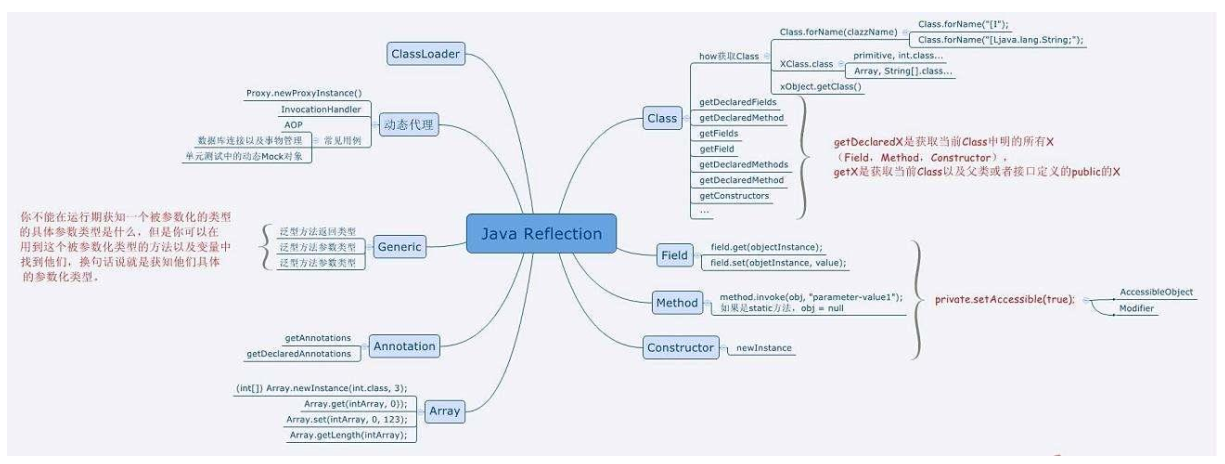 Java Reflection
ClassLoader
动态代理
Proxy.newProxyInstance()
InvocationHandler
AOP
常见用例
数据库连接以及事物管理
单元测试中的动态Mock对象
Generic
泛型方法返回类型
泛型方法参数类型
泛型方法参数类型
你不能在运行期获知一个被参数化的类型
的具体参数类型是什么，但是你可以在
用到这个被参数化类型的方法以及变量中
找到他们，换句话说就是获知他们具体
的参数化类型。
Annotation
getAnnotations
getDeclaredAnnotations
Array
(int[]) Array.newInstance(int.class, 3);
Array.get(intArray, 0));
Array.set(intArray, 0, 123);
Array.getLength(intArray);
Class
how获取Class
Class.forName(clazzName)
Class.forName("[I");
Class.forName("[Ljava.lang.String;");
XClass.class
primitive, int.class...
Array, String[].class...
xObject.getClass()
getDeclaredFields
getDeclaredMethod
getFields
getField
getDeclaredMethods
getDeclaredMethod
getConstructors
...
getDeclaredX是获取当前Class申明的所有X
（Field，Method，Constructor），
getX是获取当前Class以及父类或者接口定义的public的X
Field
field.get(objectInstance);
field.set(objetInstance, value);
Method
method.invoke(obj, "parameter-value1");
如果是static方法，obj = null
Constructor
newInstance
private.setAccessible(true);
AccessibleObject
Modifier